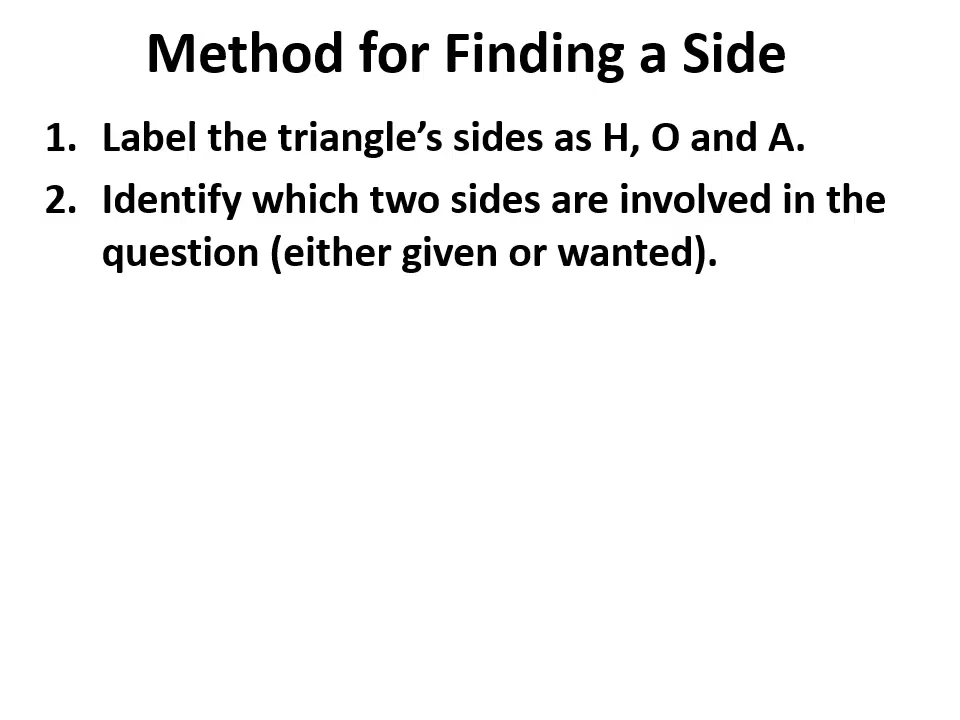 Method for Finding a Side
1. Label the triangle’s sides as H, O and A.
2. Identify which two sides are involved in the
question (either given or wanted).